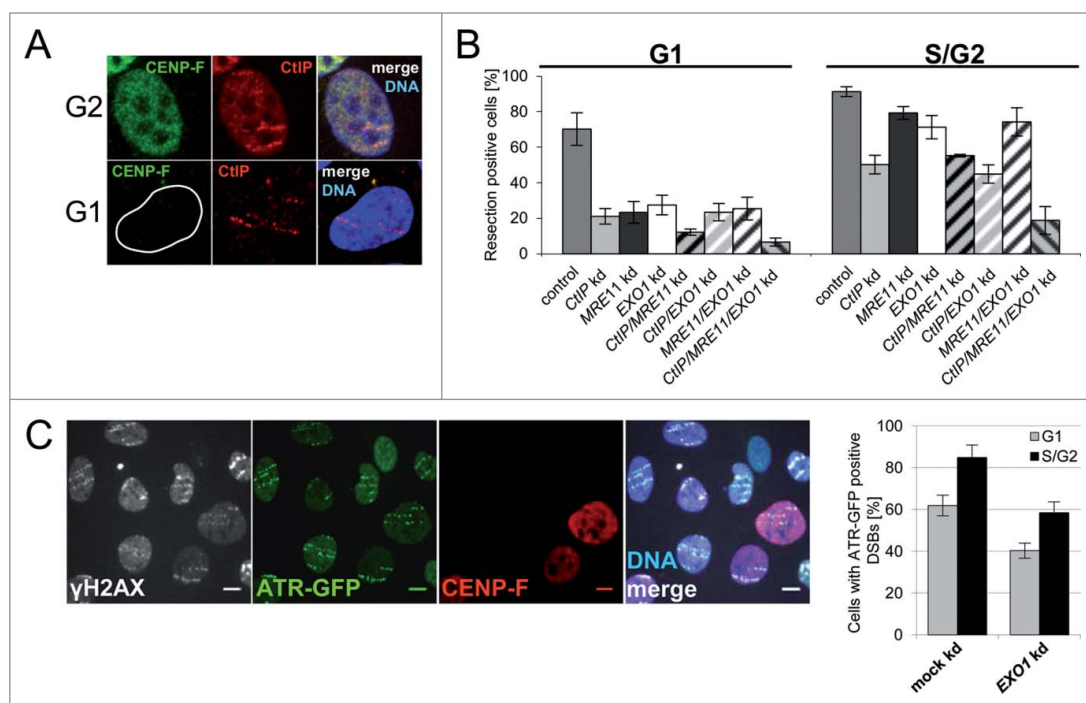 A
G2
CENP-F
CtIP
merge
DNA
G1
CENP-F
CtIP
merge
DNA
B
G1
S/G2
Resection positive cells [%]
100
80
60
40
20
0
control
CtIP kd
MRE11 kd
EXO1 kd
CtIP/MRE11 kd
CtIP/EXO1 kd
MRE11/EXO1 kd
CtIP/MRE11/EXO1 kd
control
CtIP kd
MRE11 kd
EXO1 kd
CtIP/MRE11 kd
CtIP/EXO1 kd
MRE11/EXO1 kd
CtIP/MRE11/EXO1 kd
C
γH2AX
ATR-GFP
CENP-F
DNA
merge
Cells with ATR-GFP positive
DSBs [%]
100
80
60
40
20
0
G1
S/G2
mock kd
EXO1 kd